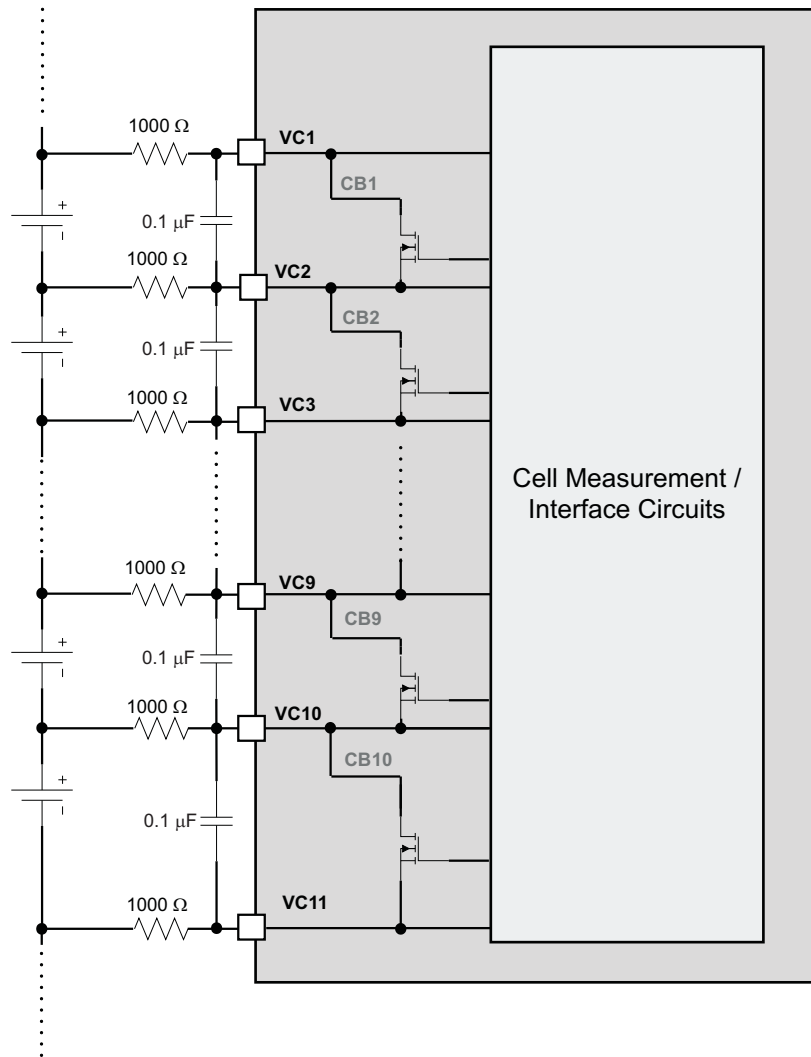 1000 Ω
VC1
CB1
+
-
0.1 μF
1000 Ω
VC2
CB2
+
-
0.1 μF
1000 Ω
VC3
Cell Measurement /
Interface Circuits
1000 Ω
VC9
CB9
+
-
0.1 μF
1000 Ω
VC10
CB10
+
-
0.1 μF
1000 Ω
VC11